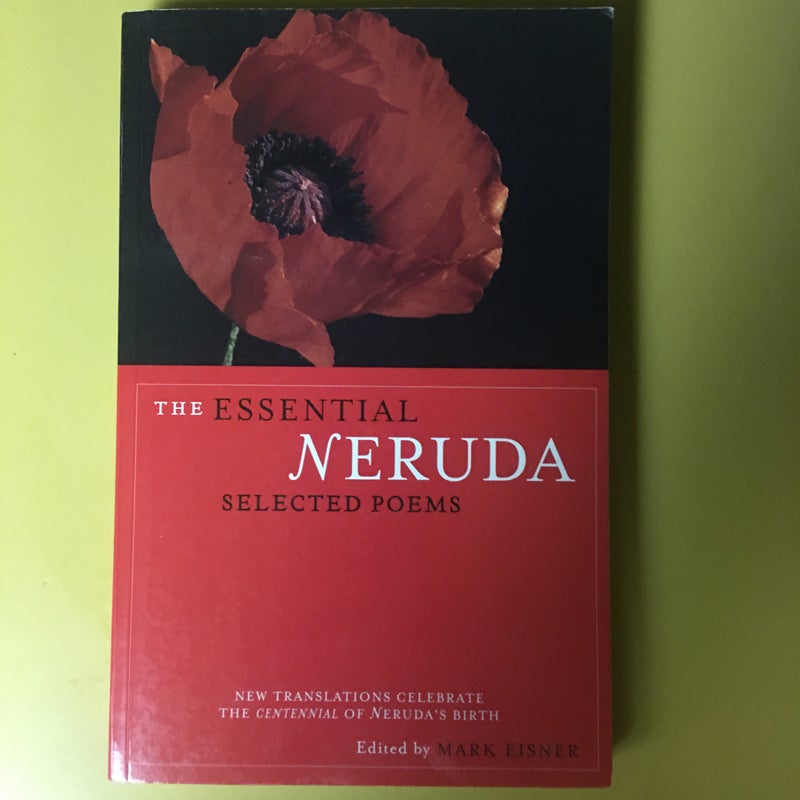 THE ESSENTIAL
NERUDA
SELECTED POEMS
NEW TRANSLATIONS CELEBRATE
THE CENTENNIAL OF NERUDA'S BIRTH
Edited by MARK EISNER